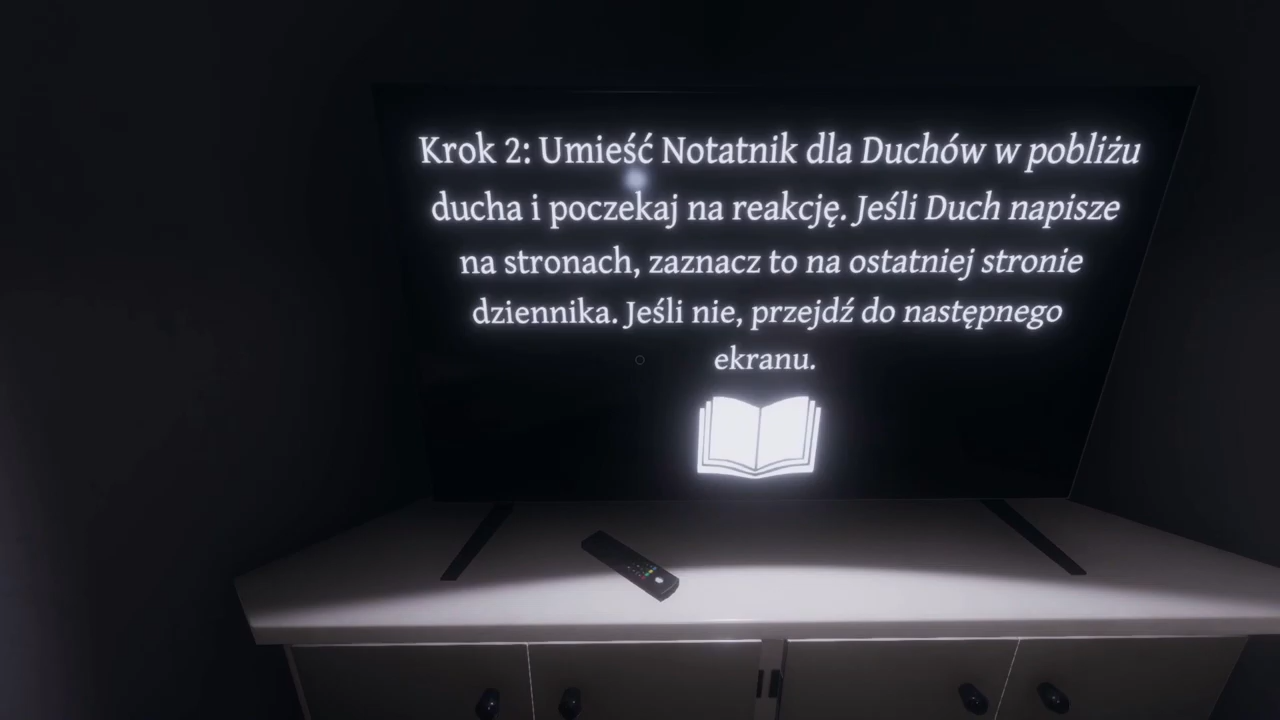 Krok 2: Umieść Notatnik dla Duchów w pobliżu
ducha i poczekaj na reakcję. Jeśli Duch napisze
na stronach, zaznacz to na ostatniej stronie
dziennika. Jeśli nie, przejdź do następnego
ekranu.